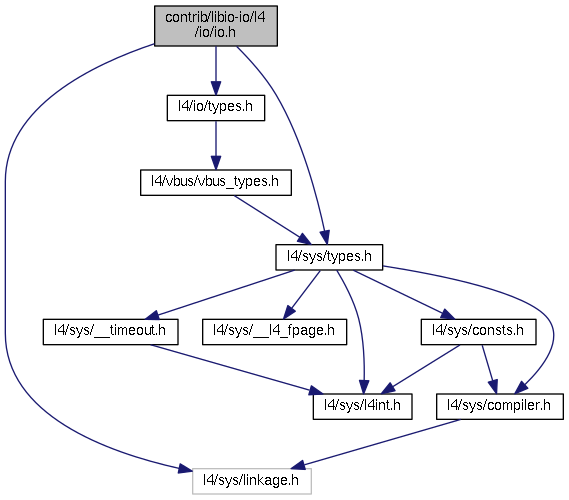 contrib/libio-io/l4
/io/io.h
l4/io/types.h
l4/vbus/vbus_types.h
l4/sys/types.h
l4/sys/__timeout.h
l4/sys/__l4_fpage.h
l4/sys/consts.h
l4/sys/l4int.h
l4/sys/compiler.h
l4/sys/linkage.h